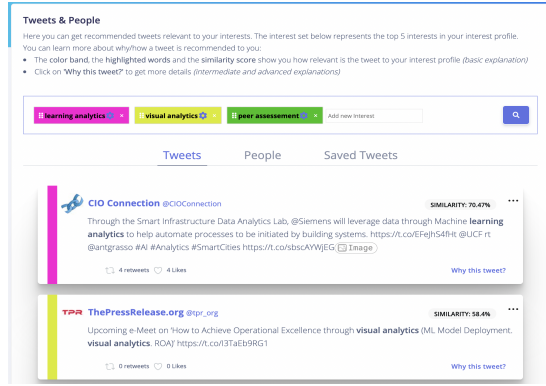 Tweets & People
Here you can get recommended tweets relevant to your interests. The interest set below represents the top 5 interests in your interest profile.
You can learn more about why/how a tweet is recommended to you:
• The color band, the highlighted words and the similarity score show you how relevant is the tweet to your interest profile (basic explanation)
• Click on 'Why this tweet?' to get more details (intermediate and advanced explanations)
learning analytics × visual analytics × peer assessement × Add new Interest
Tweets People Saved Tweets
CIO Connection @CIOConnection SIMILARITY: 70.47% ...
Through the Smart Infrastructure Data Analytics Lab, @Siemens will leverage data through Machine learning
analytics to help automate processes to be initiated by building systems. https://t.co/EFeJhS4fHt @UCF rt
@antgrasso #AI #Analytics #SmartCities https://t.co/sbscAYWjEG Image
4 retweets 4 Likes Why this tweet?
TPR ThePressRelease.org @tpr_org SIMILARITY: 58.4% ...
Upcoming e-Meet on 'How to Achieve Operational Excellence through visual analytics (ML Model Deployment.
visual analytics. ROA)' https://t.co/I3TaEb9RG1
0 retweets 0 Likes Why this tweet?